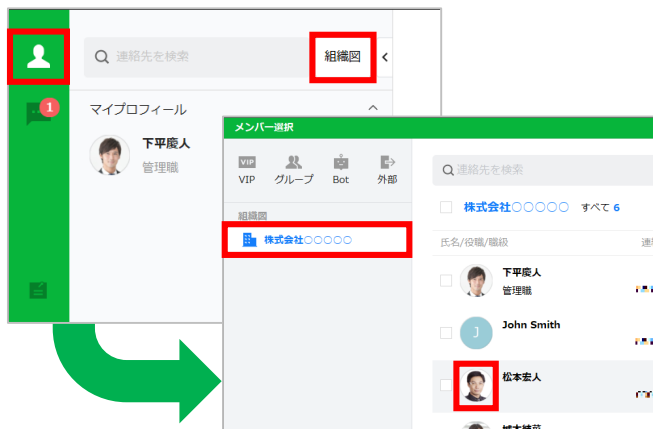 連絡先を検索
組織図
マイプロフィール
1
下平慶人
管理職
メンバー選択
VIP
VIP グループ Bot 外部
組織図
株式会社○○○○○
連絡先を検索
株式会社○○○○○ すべて 6
氏名/役職/職級
下平慶人
管理職
J
John Smith
松本宏人